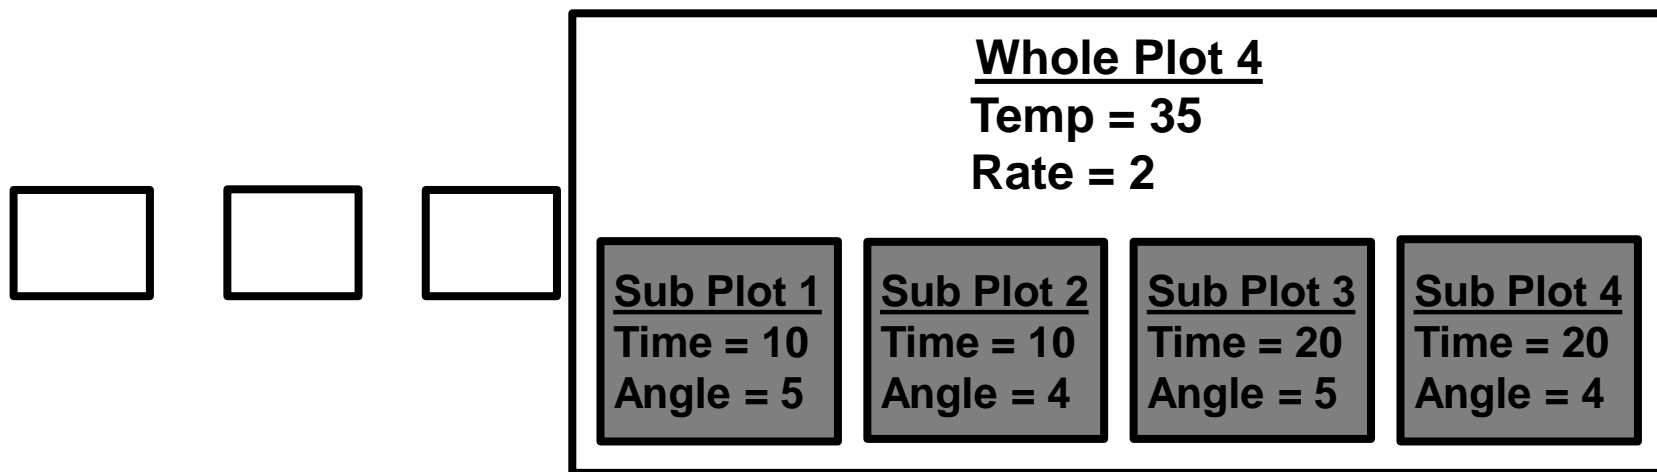 Whole Plot 4
Temp = 35
Rate = 2
Sub Plot 1
Time = 10
Angle = 5
Sub Plot 2
Time = 10
Angle = 4
Sub Plot 3
Time = 20
Angle = 5
Sub Plot 4
Time = 20
Angle = 4